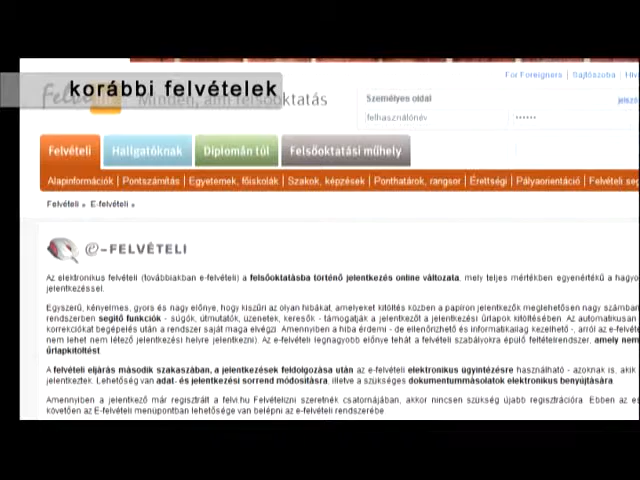 For Foreigners | Sajtószoba | Hív
korábbi felvételek
Minden, ami felsőoktatás
Személyes oldal
felhasználónév
Felvételi Hallgatóknak Diplomán túl Felsőoktatási műhely
Alapinformációk | Pontszámítás | Egyetemek, főiskolák | Szakok, képzések | Ponthatárok, rangsor | Érettségi | Pályaorientáció | Felvételi seg
Felvételi » E-felvételi »
e-FELVÉTELI
Az elektronikus felvételi (továbbiakban e-felvételi) a felsőoktatásba történő jelentkezés online változata, mely teljes mértékben egyenértékű a hagyo
jelentkezéssel.
Egyszerű, kényelmes, gyors és nagy előnye, hogy kiszűri az olyan hibákat, amelyeket kitöltés közben a papíron jelentkezők meglehetősen nagy számban
rendszerben segítő funkciók - súgók, útmutatók, üzenetek, keresők - támogatják a jelentkezőt a jelentkezési űrlapok kitöltésében. Az automatikusan
korrekciókat begépelés után a rendszer saját maga elvégzi. Amennyiben a hiba érdemi - de ellenőrizhető és informatikailag kezelhető -, arról az e-felvé
nem lehet nem létező jelentkezési helyre jelentkezni). Az e-felvételi legnagyobb előnye tehát a felvételi szabályokra épülő feltételrendszer, amely nem
űrlapkitöltést
A felvételi eljárás második szakaszában, a jelentkezések feldolgozása után az e-felvételi elektronikus ügyintézésre használható - azoknak is, akik
jelentkeztek. Lehetőség van adat- és jelentkezési sorrend módosításra, illetve a szükséges dokumentummásolatok elektronikus benyújtására
Amennyiben a jelentkező már regisztrált a felvi.hu Felvételizni szeretnék csatornájában, akkor nincsen szükség újabb regisztrációra. Ebben az es
követően az E-felvételi menüpontban lehetősége van belépni az e-felvételi rendszerébe